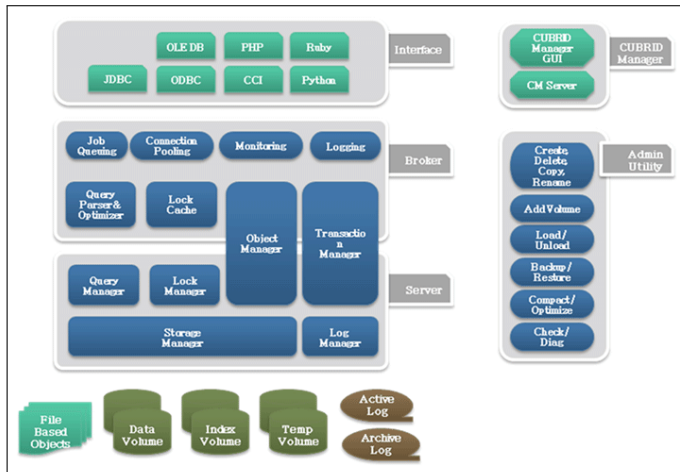 OLE DB
PHP
Ruby
Interface
JDBC
ODBC
CCI
Python
CUBRID
Manager
GUI
CUBRID
Manager
CM Server
Job
Queuing
Connection
Pooling
Monitoring
Logging
Broker
Query
Parser&
Optimizer
Lock
Cache
Object
Manager
Transactio
n
Manager
Query
Manager
Lock
Manager
Server
Storage
Manager
Log
Manager
Create,
Delete,
Copy,
Rename
Admin
Utility
Add Volume
Load/
Unload
Backup/
Restore
Compact/
Optimize
Check/
Diag
File
Based
Objects
Data
Volume
Index
Volume
Temp
Volume
Active
Log
Archive
Log